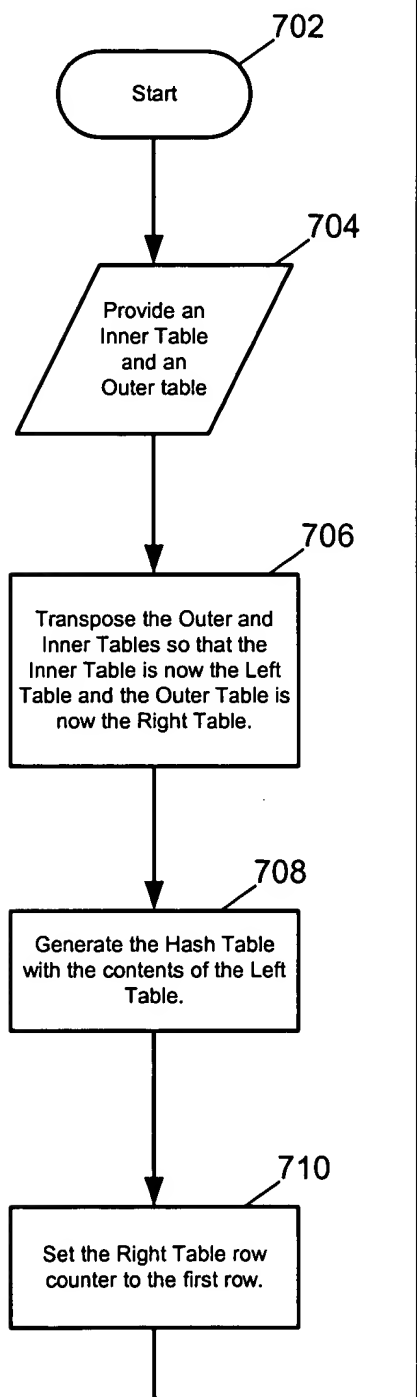 702
Start
704
Provide an
Inner Table
and an
Outer table
706
Transpose the Outer and
Inner Tables so that the
Inner Table is now the Left
Table and the Outer Table is
now the Right Table.
708
Generate the Hash Table
with the contents of the Left
Table.
710
Set the Right Table row
counter to the first row.